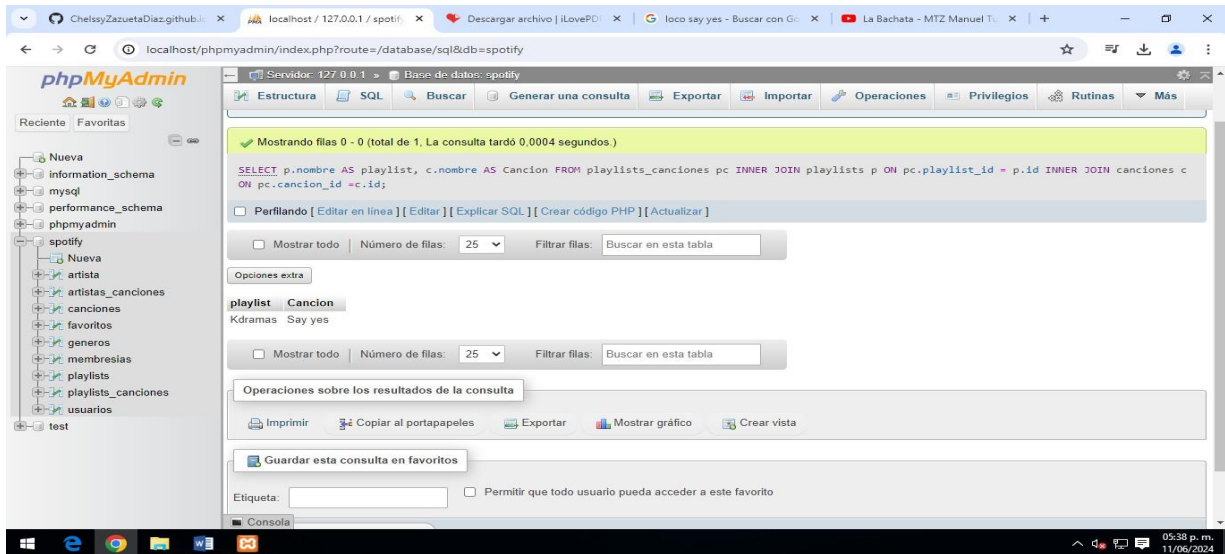 ChelssyZazuetaDiaz.github.i
localhost / 127.0.0.1 / spotif
Descargar archivo | iLovePD
loco say yes - Buscar con Go
La Bachata - MTZ Manuel Tu
localhost/phpmyadmin/index.php?route=/database/sql&db=spotify
phpMyAdmin
Reciente Favoritas
Nueva
information_schema
mysql
performance_schema
phpmyadmin
spotify
Nueva
artista
artistas_canciones
canciones
favoritos
generos
membresias
playlists
playlists_canciones
usuarios
test
Servidor: 127.0.0.1 » Base de datos: spotify
Estructura SQL Buscar Generar una consulta Exportar Importar Operaciones Privilegios Rutinas Más
Mostrando filas 0 - 0 (total de 1, La consulta tardó 0,0004 segundos.)
SELECT p.nombre AS playlist, c.nombre AS Cancion FROM playlists_canciones pc INNER JOIN playlists p ON pc.playlist_id = p.id INNER JOIN canciones c
ON pc.cancion_id =c.id;
Perfilando [ Editar en línea ] [ Editar ] [ Explicar SQL ] [ Crear código PHP ] [ Actualizar ]
Mostrar todo | Número de filas: 25 Filtrar filas: Buscar en esta tabla
Opciones extra
playlist Cancion
Kdramas Say yes
Mostrar todo | Número de filas: 25 Filtrar filas: Buscar en esta tabla
Operaciones sobre los resultados de la consulta
Imprimir Copiar al portapapeles Exportar Mostrar gráfico Crear vista
Guardar esta consulta en favoritos
Etiqueta: Permitir que todo usuario pueda acceder a este favorito
Consola
05:38 p. m.
11/06/2024